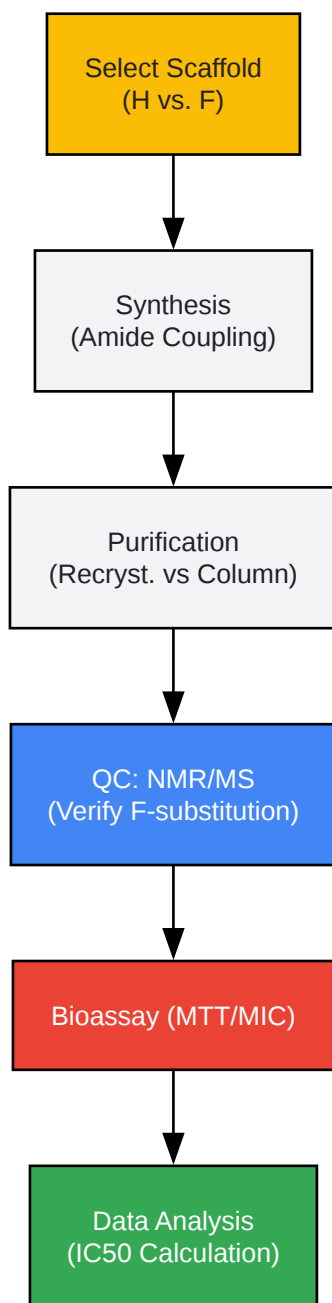 Select Scaffold
(H vs. F)
Synthesis
(Amide Coupling)
Purification
(Recryst. vs Column)
QC: NMR/MS
(Verify F-substitution)
Bioassay (MTT/MIC)
Data Analysis
(IC50 Calculation)